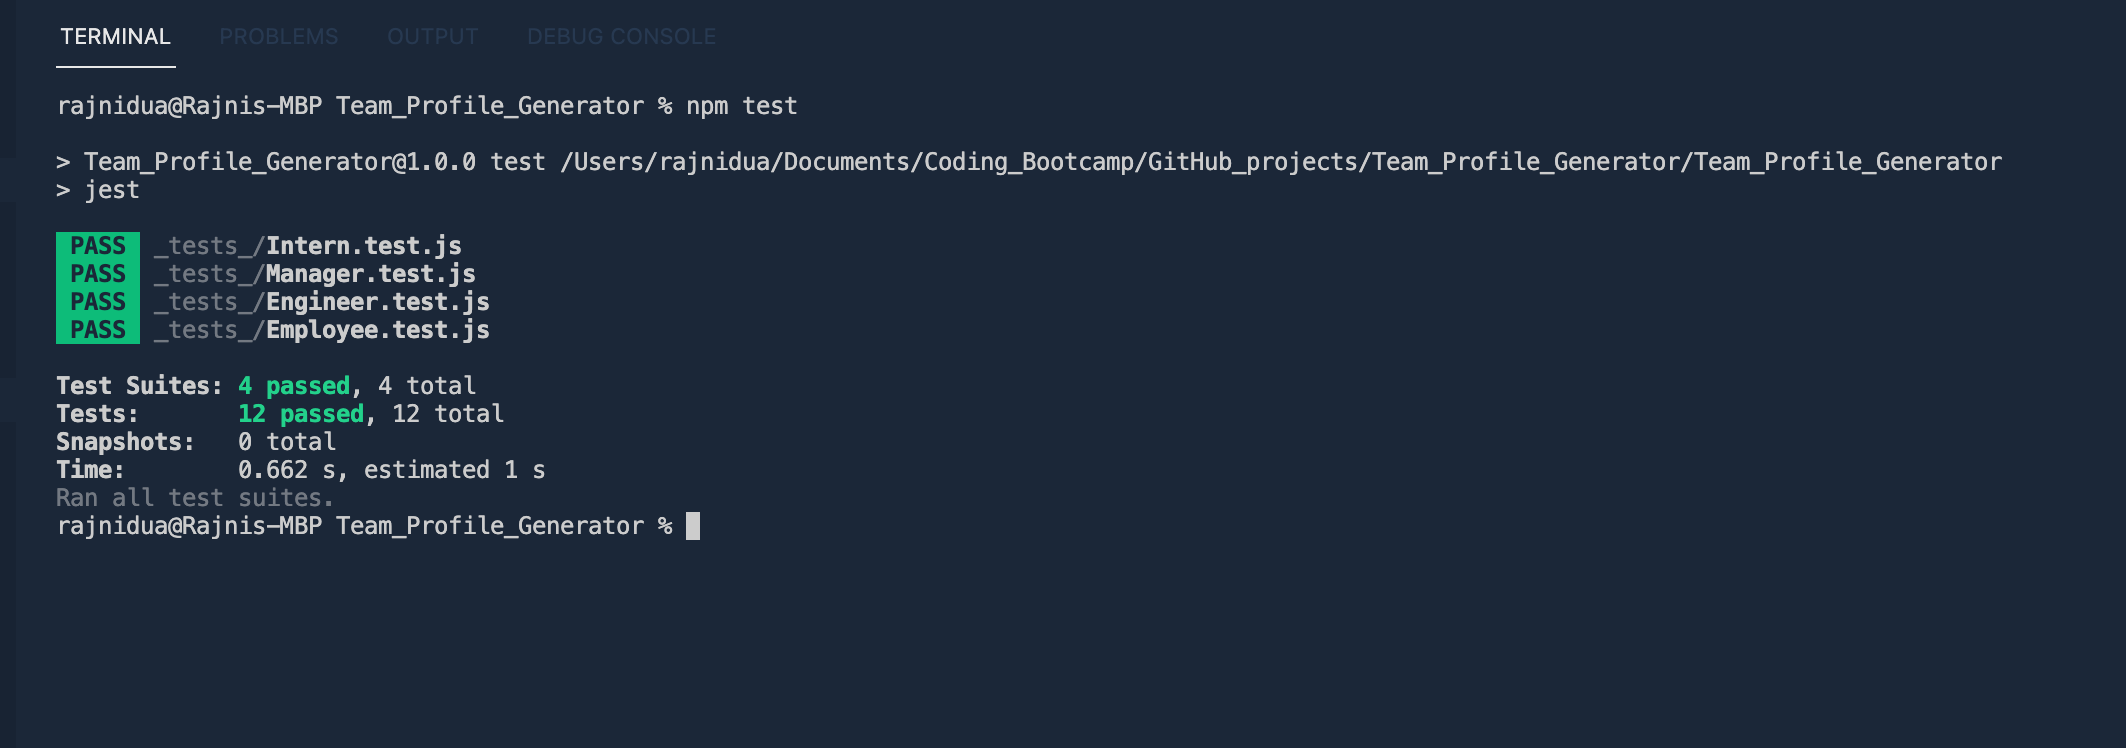 TERMINAL PROBLEMS OUTPUT DEBUG CONSOLE
rajnidua@Rajnis-MBP Team_Profile_Generator % npm test
> Team_Profile_Generator@1.0.0 test /Users/rajnidua/Documents/Coding_Bootcamp/GitHub_projects/Team_Profile_Generator/Team_Profile_Generator
> jest
PASS _tests_/Intern.test.js
PASS _tests_/Manager.test.js
PASS _tests_/Engineer.test.js
PASS _tests_/Employee.test.js
Test Suites: 4 passed, 4 total
Tests: 12 passed, 12 total
Snapshots: 0 total
Time: 0.662 s, estimated 1 s
Ran all test suites.
rajnidua@Rajnis-MBP Team_Profile_Generator %